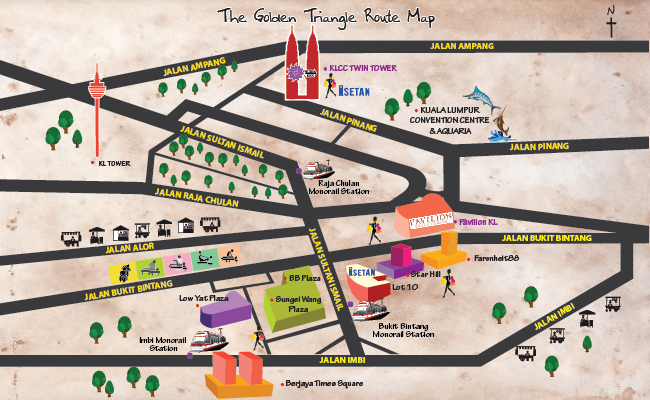 The Golden Triangle Route Map
N
JALAN AMPANG
JALAN AMPANG
KLCC TWIN TOWER
ISETAN
KUALA LUMPUR
CONVENTION CENTRE
& AQUARIA
JALAN PINANG
JALAN PINANG
JALAN SULTAN ISMAIL
KL TOWER
Raja Chulan
Monorail Station
JALAN RAJA CHULAN
PAVILION
Pavilion KL
JALAN ALOR
JALAN SULTAN ISMAIL
JALAN BUKIT BINTANG
Farenheit88
ISETAN
Star Hill
Lot 10
JALAN BUKIT BINTANG
BB Plaza
Low Yat Plaza
Sungei Wang
Plaza
Bukit Bintang
Monorail Station
JALAN IMBI
Imbi Monorail
Station
JALAN IMBI
Berjaya Times Square